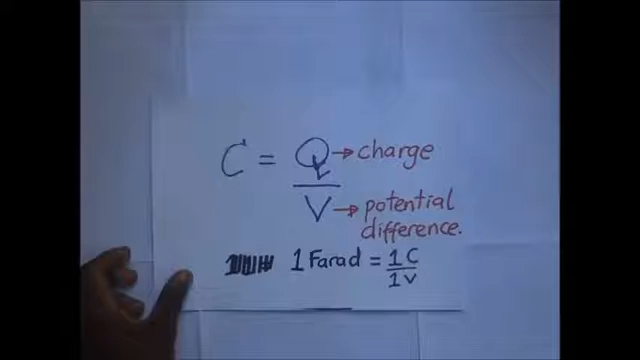 C = Q → charge
V → potential
difference.
1 Farad = 1 C
1 V